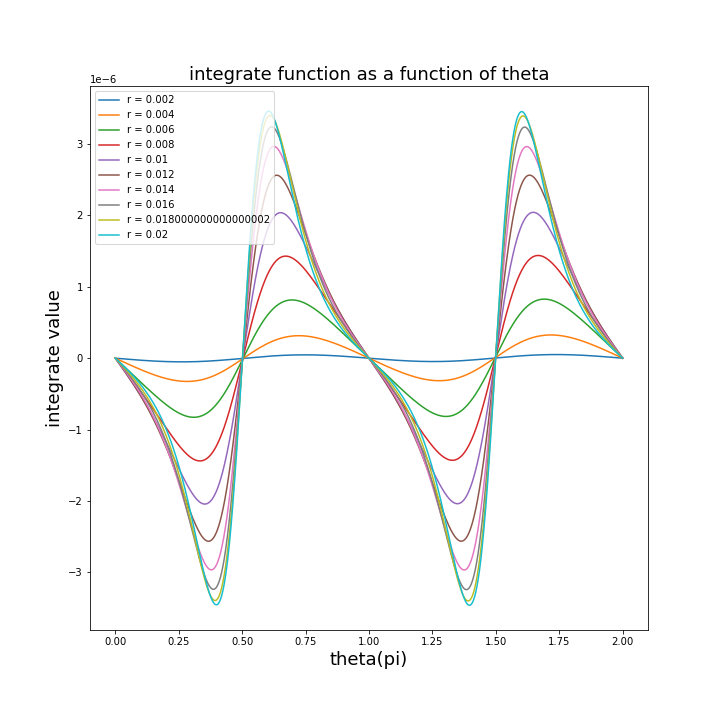 integrate function as a function of theta
1e−6
r = 0.002
r = 0.004
r = 0.006
r = 0.008
r = 0.01
r = 0.012
r = 0.014
r = 0.016
r = 0.018000000000000002
r = 0.02
integrate value
3
2
1
0
−1
−2
−3
0.00 0.25 0.50 0.75 1.00 1.25 1.50 1.75 2.00
theta(pi)